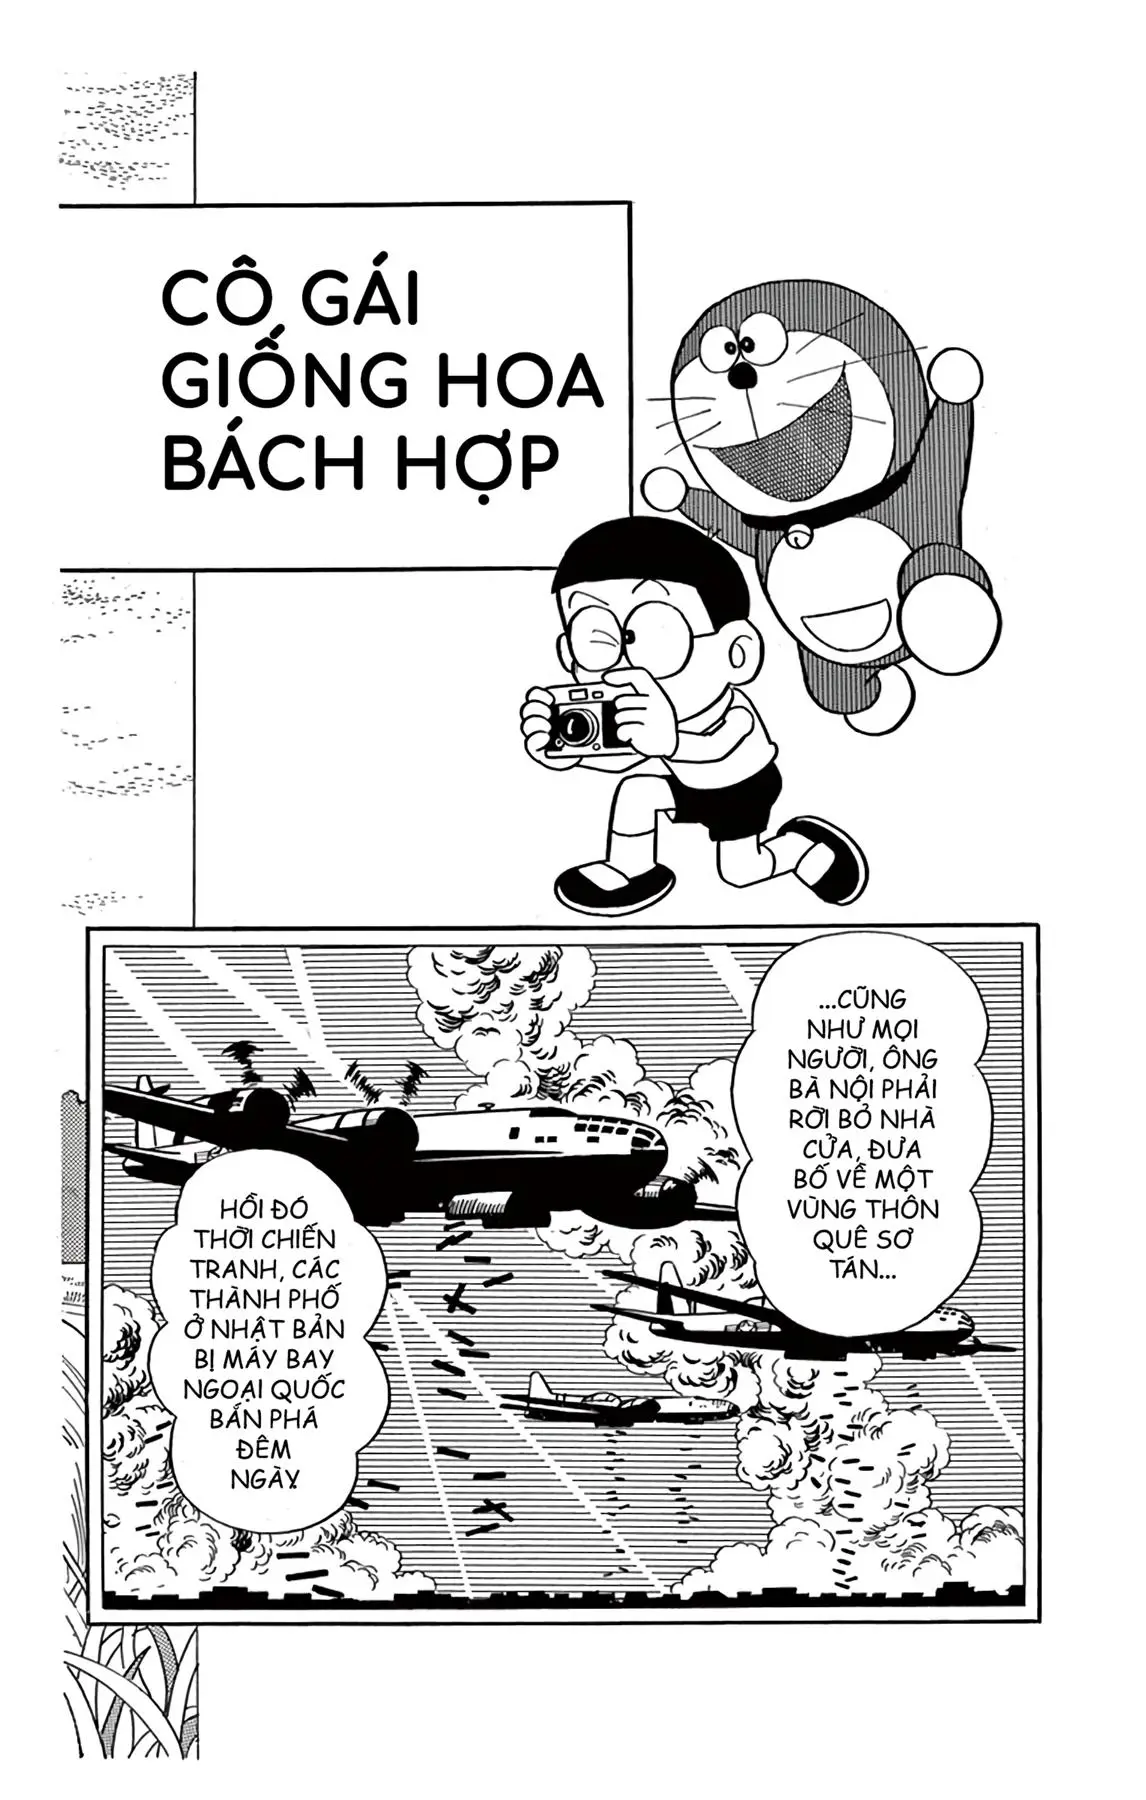 CÔ GÁI
GIỐNG HOA
BÁCH HỢP
HỒI ĐÓ
THỜI CHIẾN
TRANH, CÁC
THÀNH PHỐ
Ở NHẬT BẢN
BỊ MÁY BAY
NGOẠI QUỐC
BẮN PHÁ
ĐÊM
NGÀY.
...CŨNG
NHƯ MỌI
NGƯỜI, ÔNG
BÀ NỘI PHẢI
RỜI BỎ NHÀ
CỬA, ĐƯA
BỐ VỀ MỘT
VÙNG THÔN
QUÊ SƠ
TÁN...